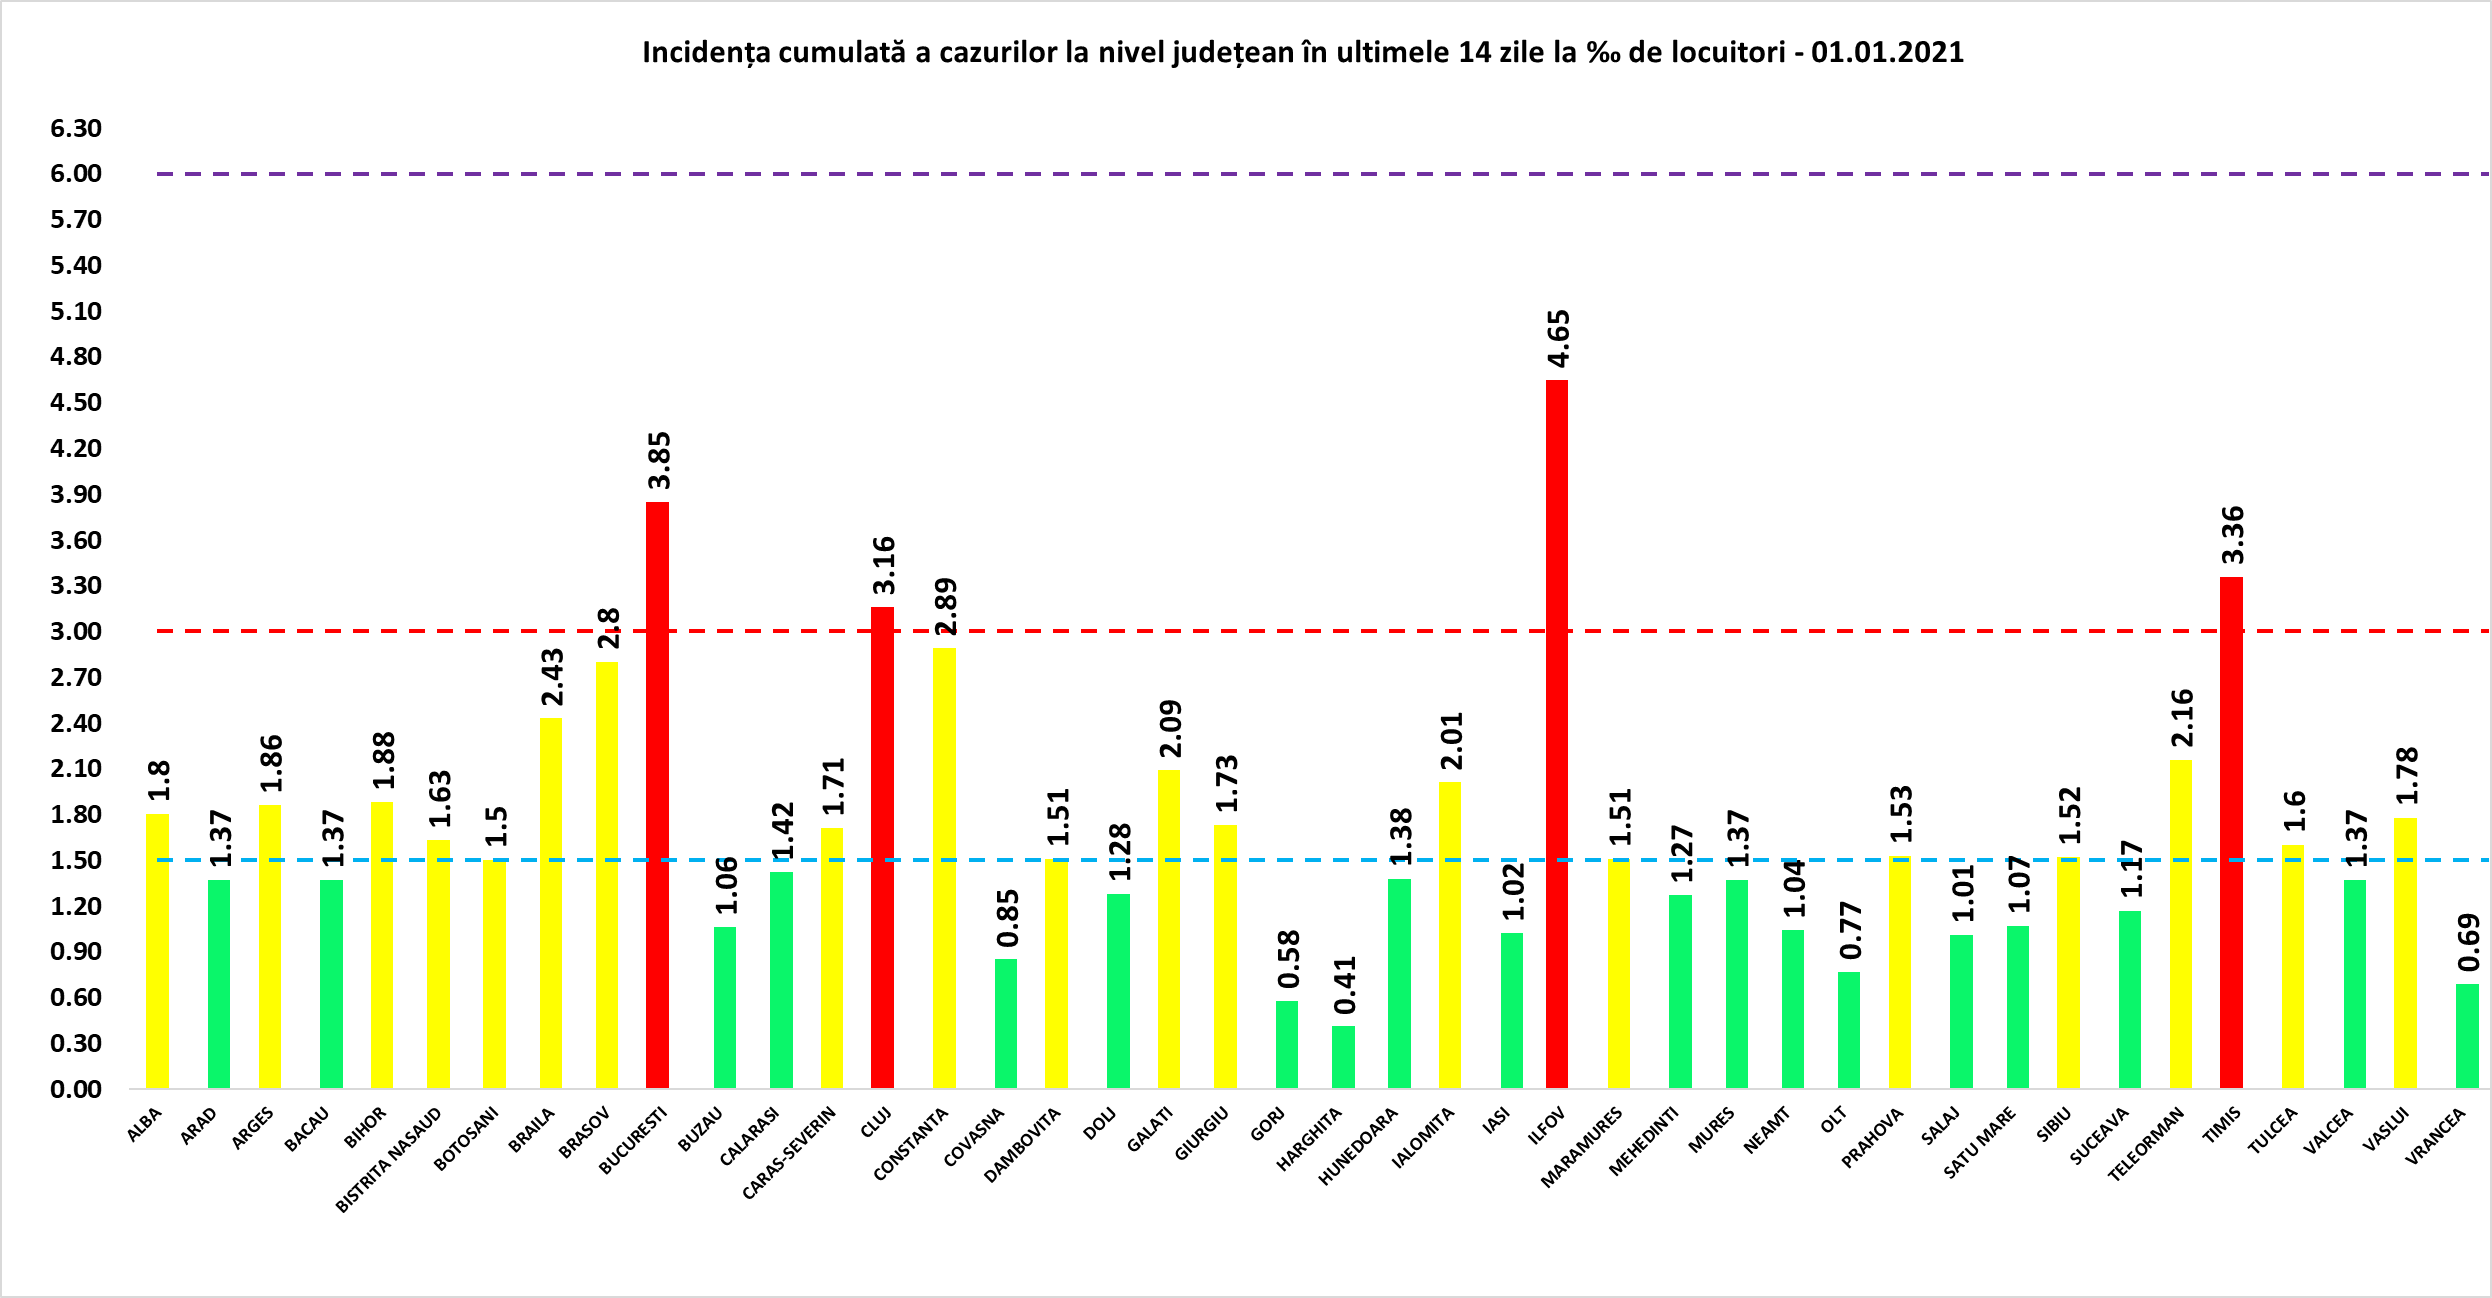 Incidența cumulată a cazurilor la nivel județean în ultimele 14 zile la ‰ de locuitori - 01.01.2021
6.30
6.00
5.70
5.40
5.10
4.80
4.50
4.20
3.90
3.60
3.30
3.00
2.70
2.40
2.10
1.80
1.50
1.20
0.90
0.60
0.30
0.00
1.8
1.37
1.86
1.37
1.88
1.63
1.5
2.43
2.8
3.85
1.06
1.42
1.71
3.16
2.89
0.85
1.51
1.28
2.09
1.73
0.58
0.41
1.38
2.01
1.02
4.65
1.51
1.27
1.37
1.04
0.77
1.53
1.01
1.07
1.52
1.17
2.16
3.36
1.6
1.37
1.78
0.69
ALBA
ARAD
ARGES
BACAU
BIHOR
BISTRITA NASAUD
BOTOSANI
BRAILA
BRASOV
BUCURESTI
BUZAU
CALARASI
CARAS-SEVERIN
CLUJ
CONSTANTA
COVASNA
DAMBOVITA
DOLJ
GALATI
GIURGIU
GORJ
HARGHITA
HUNEDOARA
IALOMITA
IASI
ILFOV
MARAMURES
MEHEDINTI
MURES
NEAMT
OLT
PRAHOVA
SALAJ
SATU MARE
SIBIU
SUCEAVA
TELEORMAN
TIMIS
TULCEA
VALCEA
VASLUI
VRANCEA